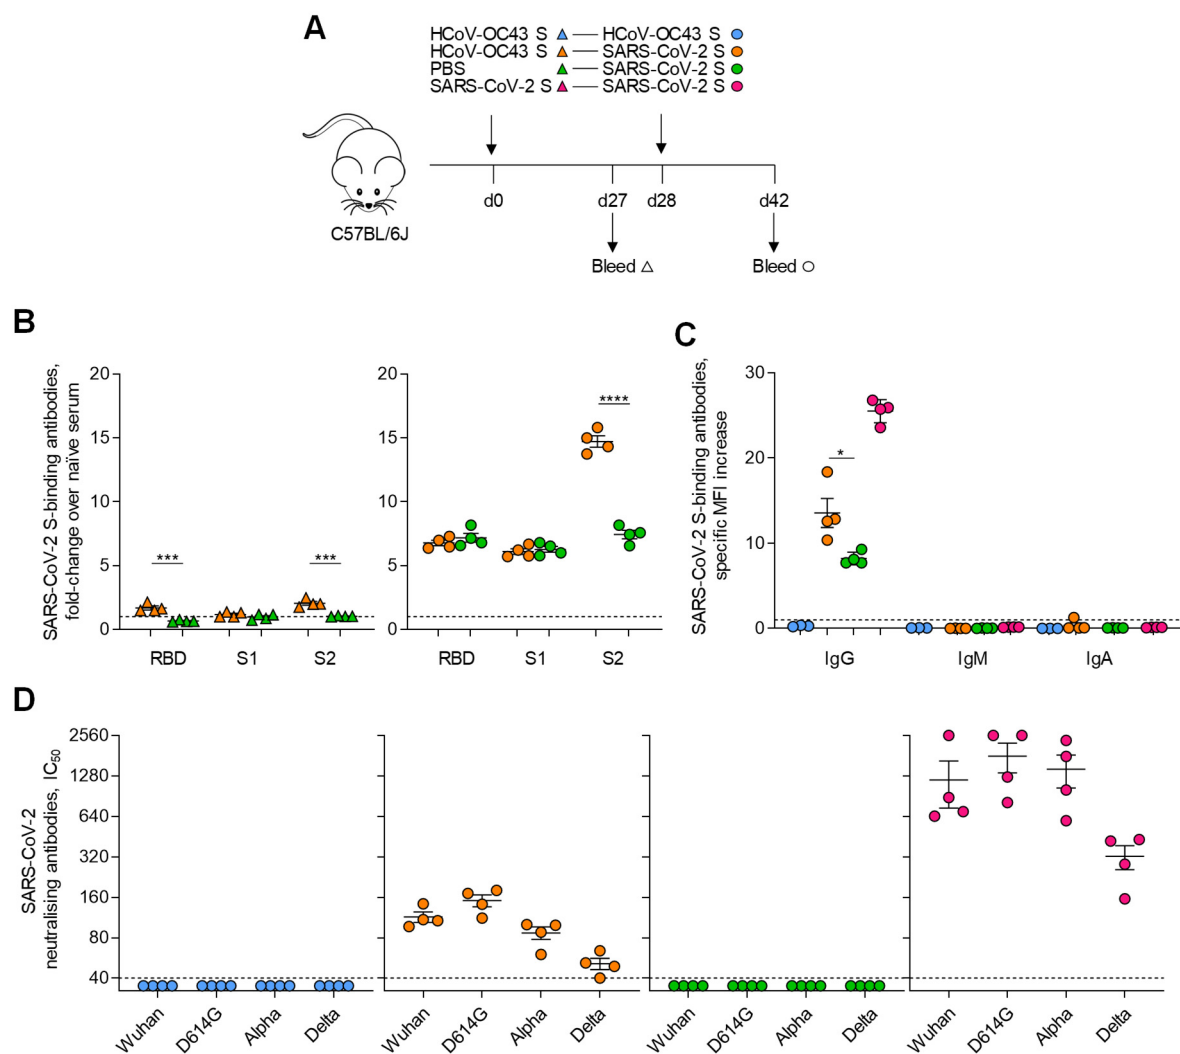 A
HCoV-OC43 S — HCoV-OC43 S
HCoV-OC43 S — SARS-CoV-2 S
PBS — SARS-CoV-2 S
SARS-CoV-2 S — SARS-CoV-2 S
C57BL/6J
d0 d27 d28 d42
Bleed △ Bleed ○
B
SARS-CoV-2 S-binding antibodies,
fold-change over naïve serum
20
15
10
5
0
*** ***
RBD S1 S2
20
15
10
5
0
****
RBD S1 S2
C
SARS-CoV-2 S-binding antibodies,
specific MFI increase
30
20
10
0
*
IgG IgM IgA
D
SARS-CoV-2
neutralising antibodies, IC50
2560
1280
640
320
160
80
40
Wuhan D614G Alpha Delta
Wuhan D614G Alpha Delta
Wuhan D614G Alpha Delta
Wuhan D614G Alpha Delta